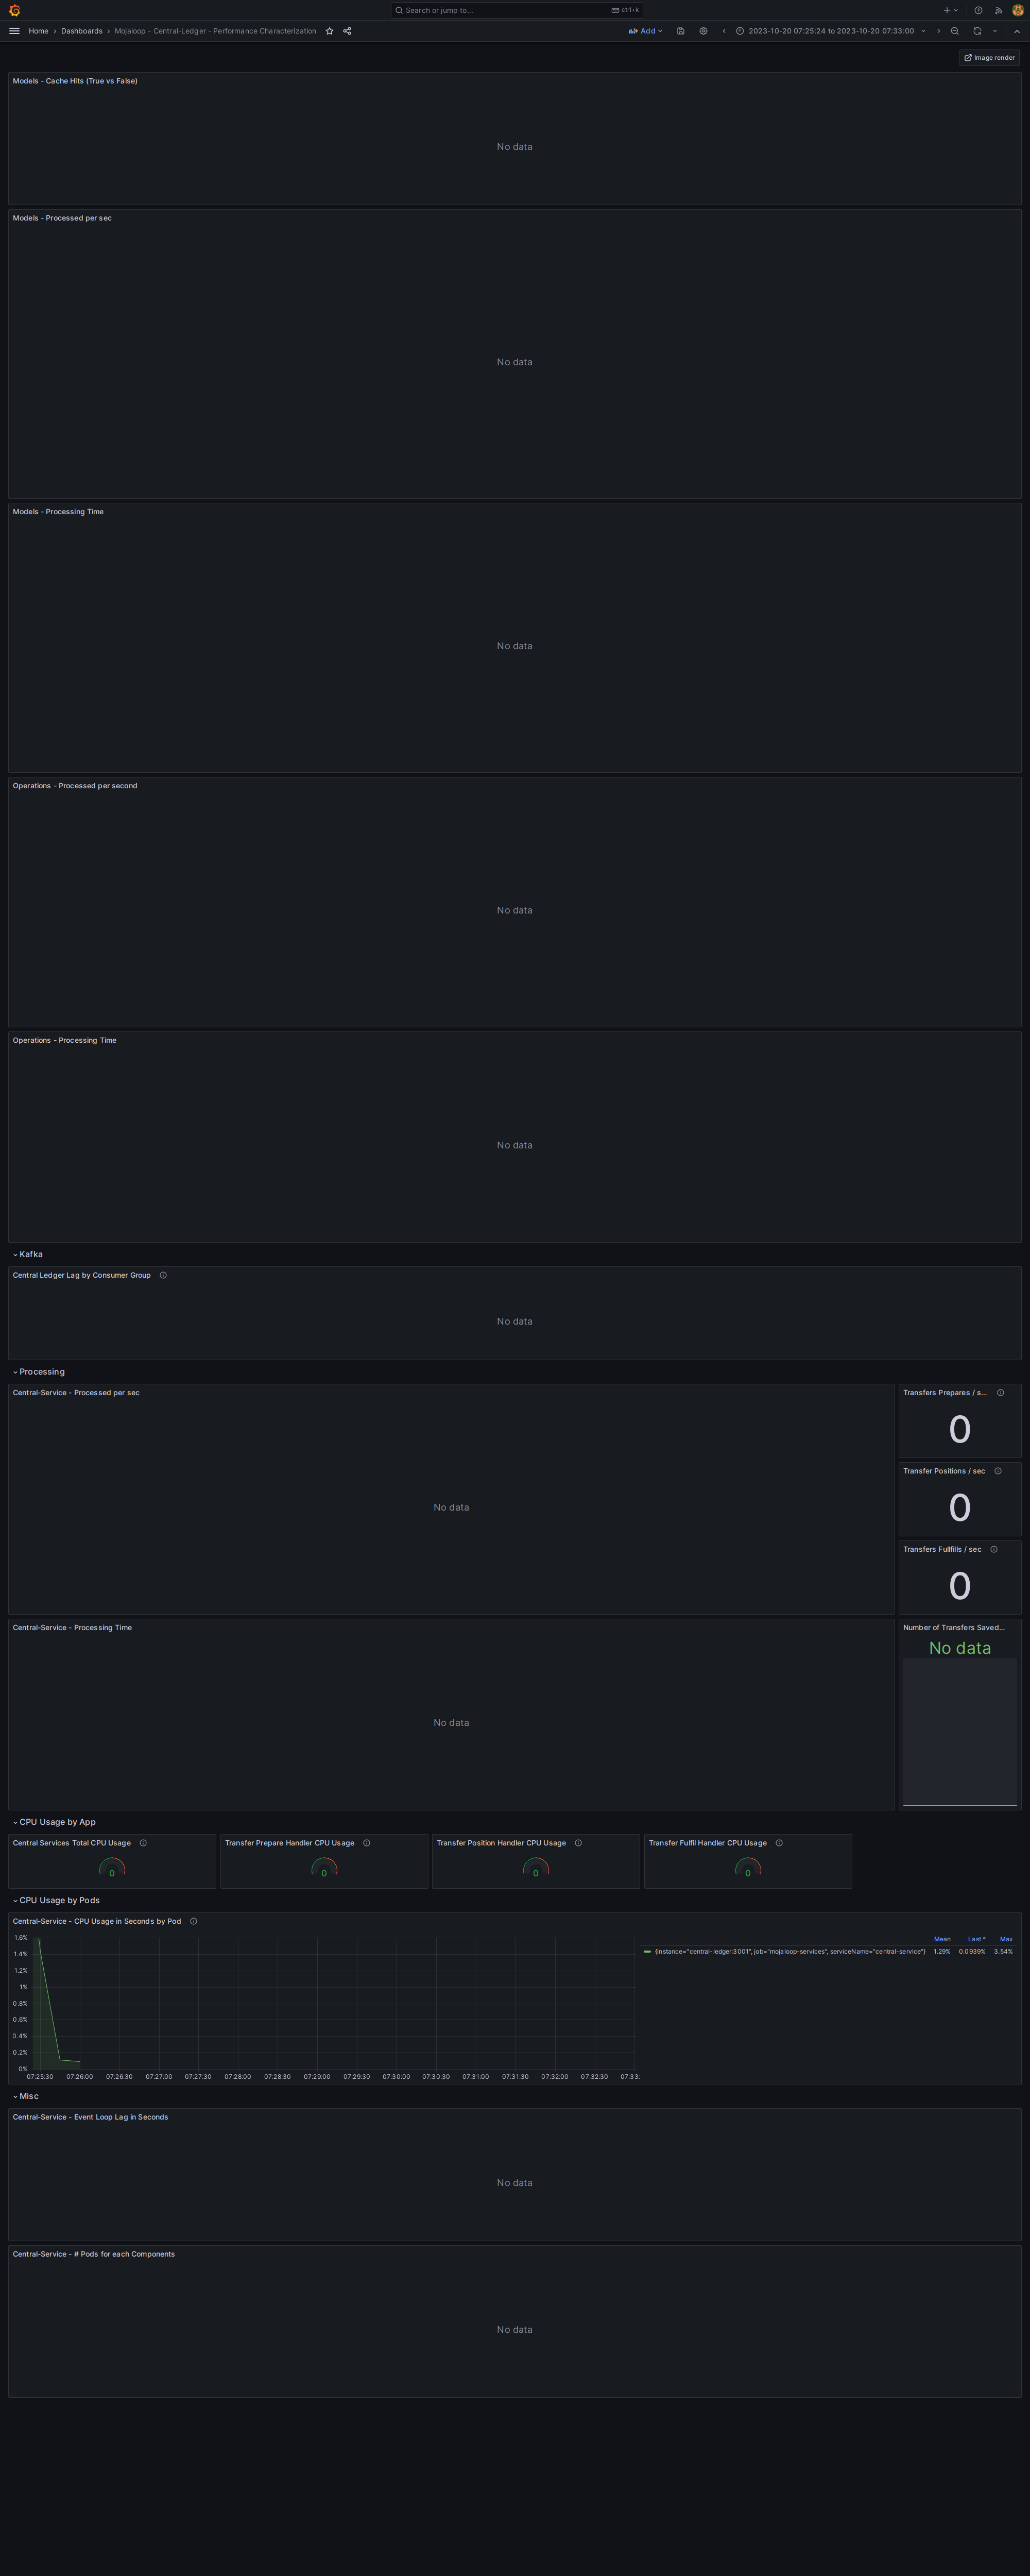 Search or jump to... ctrl+k
Home › Dashboards › Mojaloop - Central-Ledger - Performance Characterization Add 2023-10-20 07:25:24 to 2023-10-20 07:33:00
Image render
Models - Cache Hits (True vs False)
No data
Models - Processed per sec
No data
Models - Processing Time
No data
Operations - Processed per second
No data
Operations - Processing Time
No data
Kafka
Central Ledger Lag by Consumer Group
No data
Processing
Central-Service - Processed per sec
No data
Transfers Prepares / s...
0
Transfer Positions / sec
0
Transfers Fullfills / sec
0
Central-Service - Processing Time
No data
Number of Transfers Saved...
No data
CPU Usage by App
Central Services Total CPU Usage
0
Transfer Prepare Handler CPU Usage
0
Transfer Position Handler CPU Usage
0
Transfer Fulfil Handler CPU Usage
0
CPU Usage by Pods
Central-Service - CPU Usage in Seconds by Pod
1.6%
1.4%
1.2%
1%
0.8%
0.6%
0.4%
0.2%
0%
07:25:30 07:26:00 07:26:30 07:27:00 07:27:30 07:28:00 07:28:30 07:29:00 07:29:30 07:30:00 07:30:30 07:31:00 07:31:30 07:32:00 07:32:30 07:33:
Mean Last * Max
{instance="central-ledger:3001", job="mojaloop-services", serviceName="central-service"} 1.29% 0.0939% 3.54%
Misc
Central-Service - Event Loop Lag in Seconds
No data
Central-Service - # Pods for each Components
No data